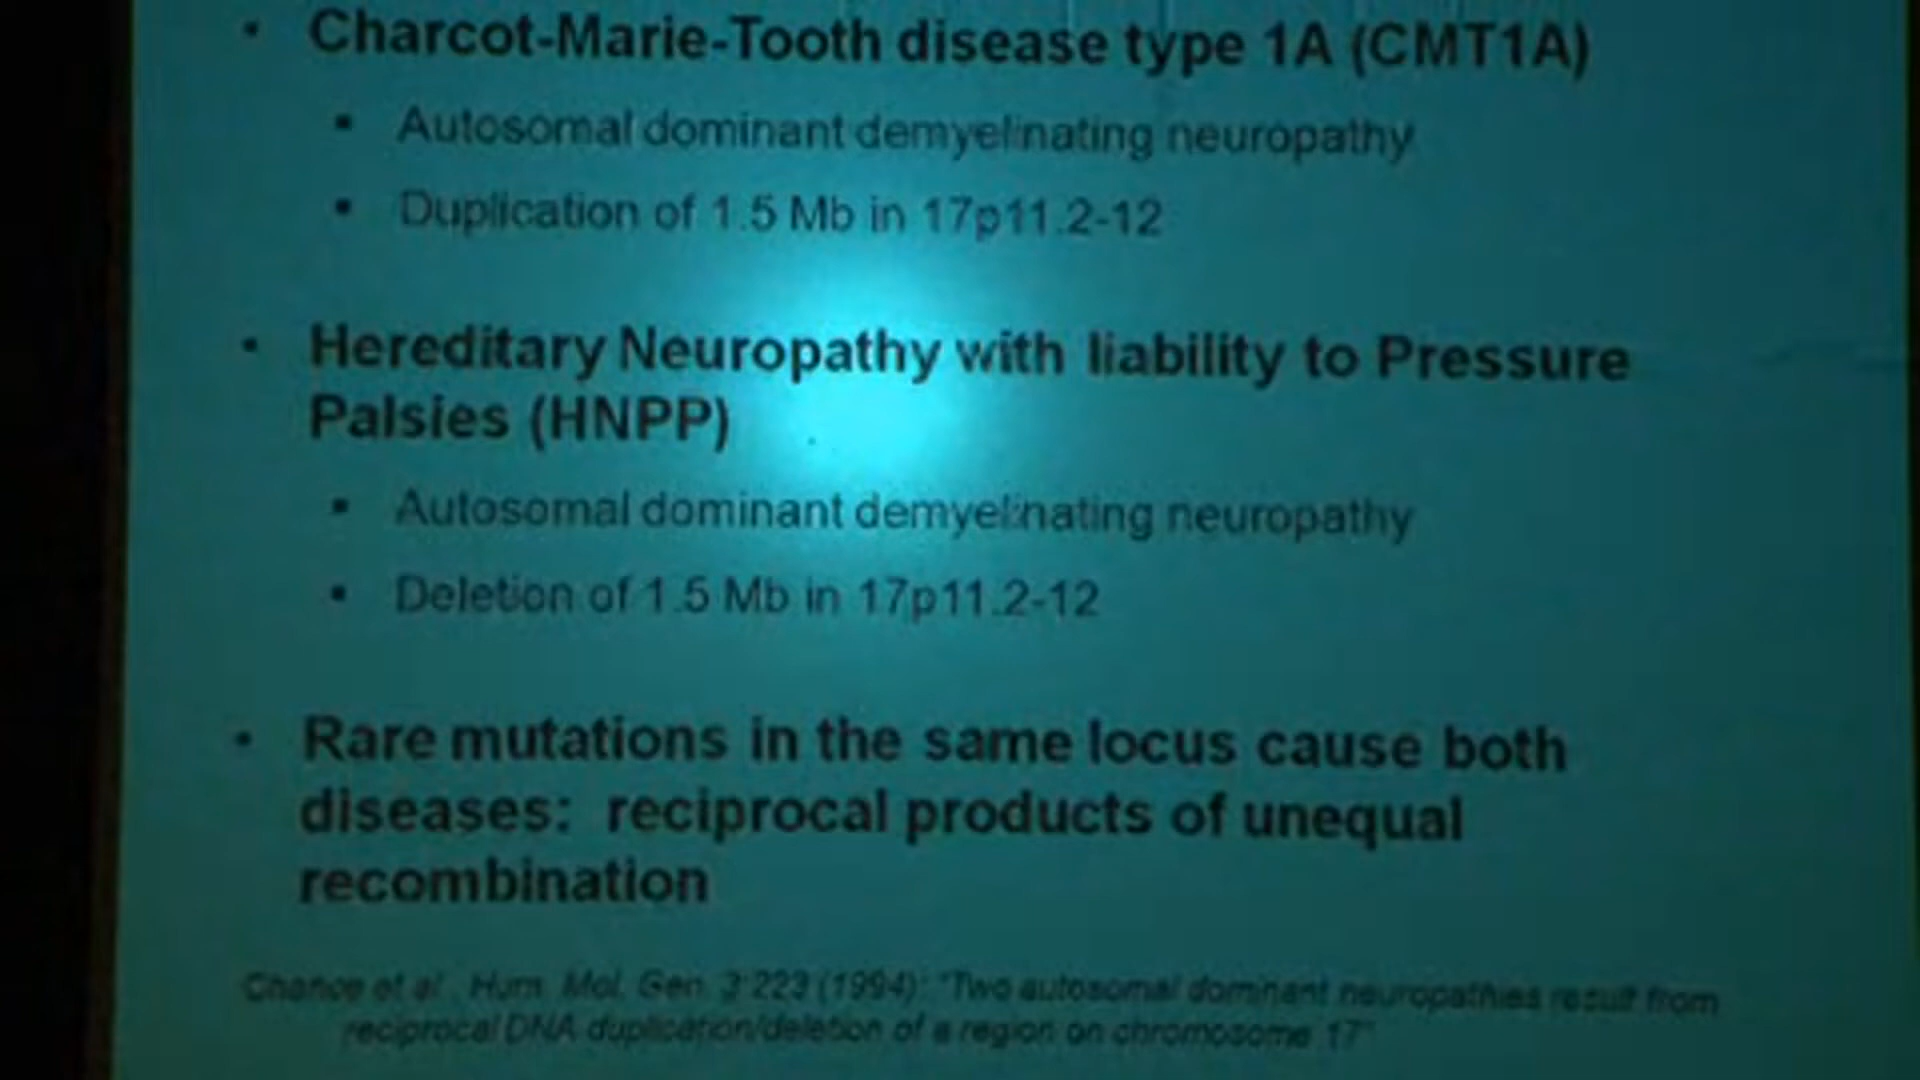 • Charcot-Marie-Tooth disease type 1A (CMT1A)
▪ Autosomal dominant demyelinating neuropathy
▪ Duplication of 1.5 Mb in 17p11.2-12
• Hereditary Neuropathy with liability to Pressure
Palsies (HNPP)
▪ Autosomal dominant demyelinating neuropathy
▪ Deletion of 1.5 Mb in 17p11.2-12
• Rare mutations in the same locus cause both
diseases: reciprocal products of unequal
recombination
Chance et al., Hum. Mol. Gen. 3:223 (1994): "Two autosomal dominant neuropathies result from
reciprocal DNA duplication/deletion of a region on chromosome 17"